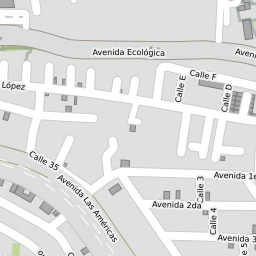 Avenida Ecológica
Calle F
Calle E
Calle D
López
Calle 35
Avenida Las Américas
Avenida 1e
Calle 3
Avenida 2da
Calle 4
Avenida 3